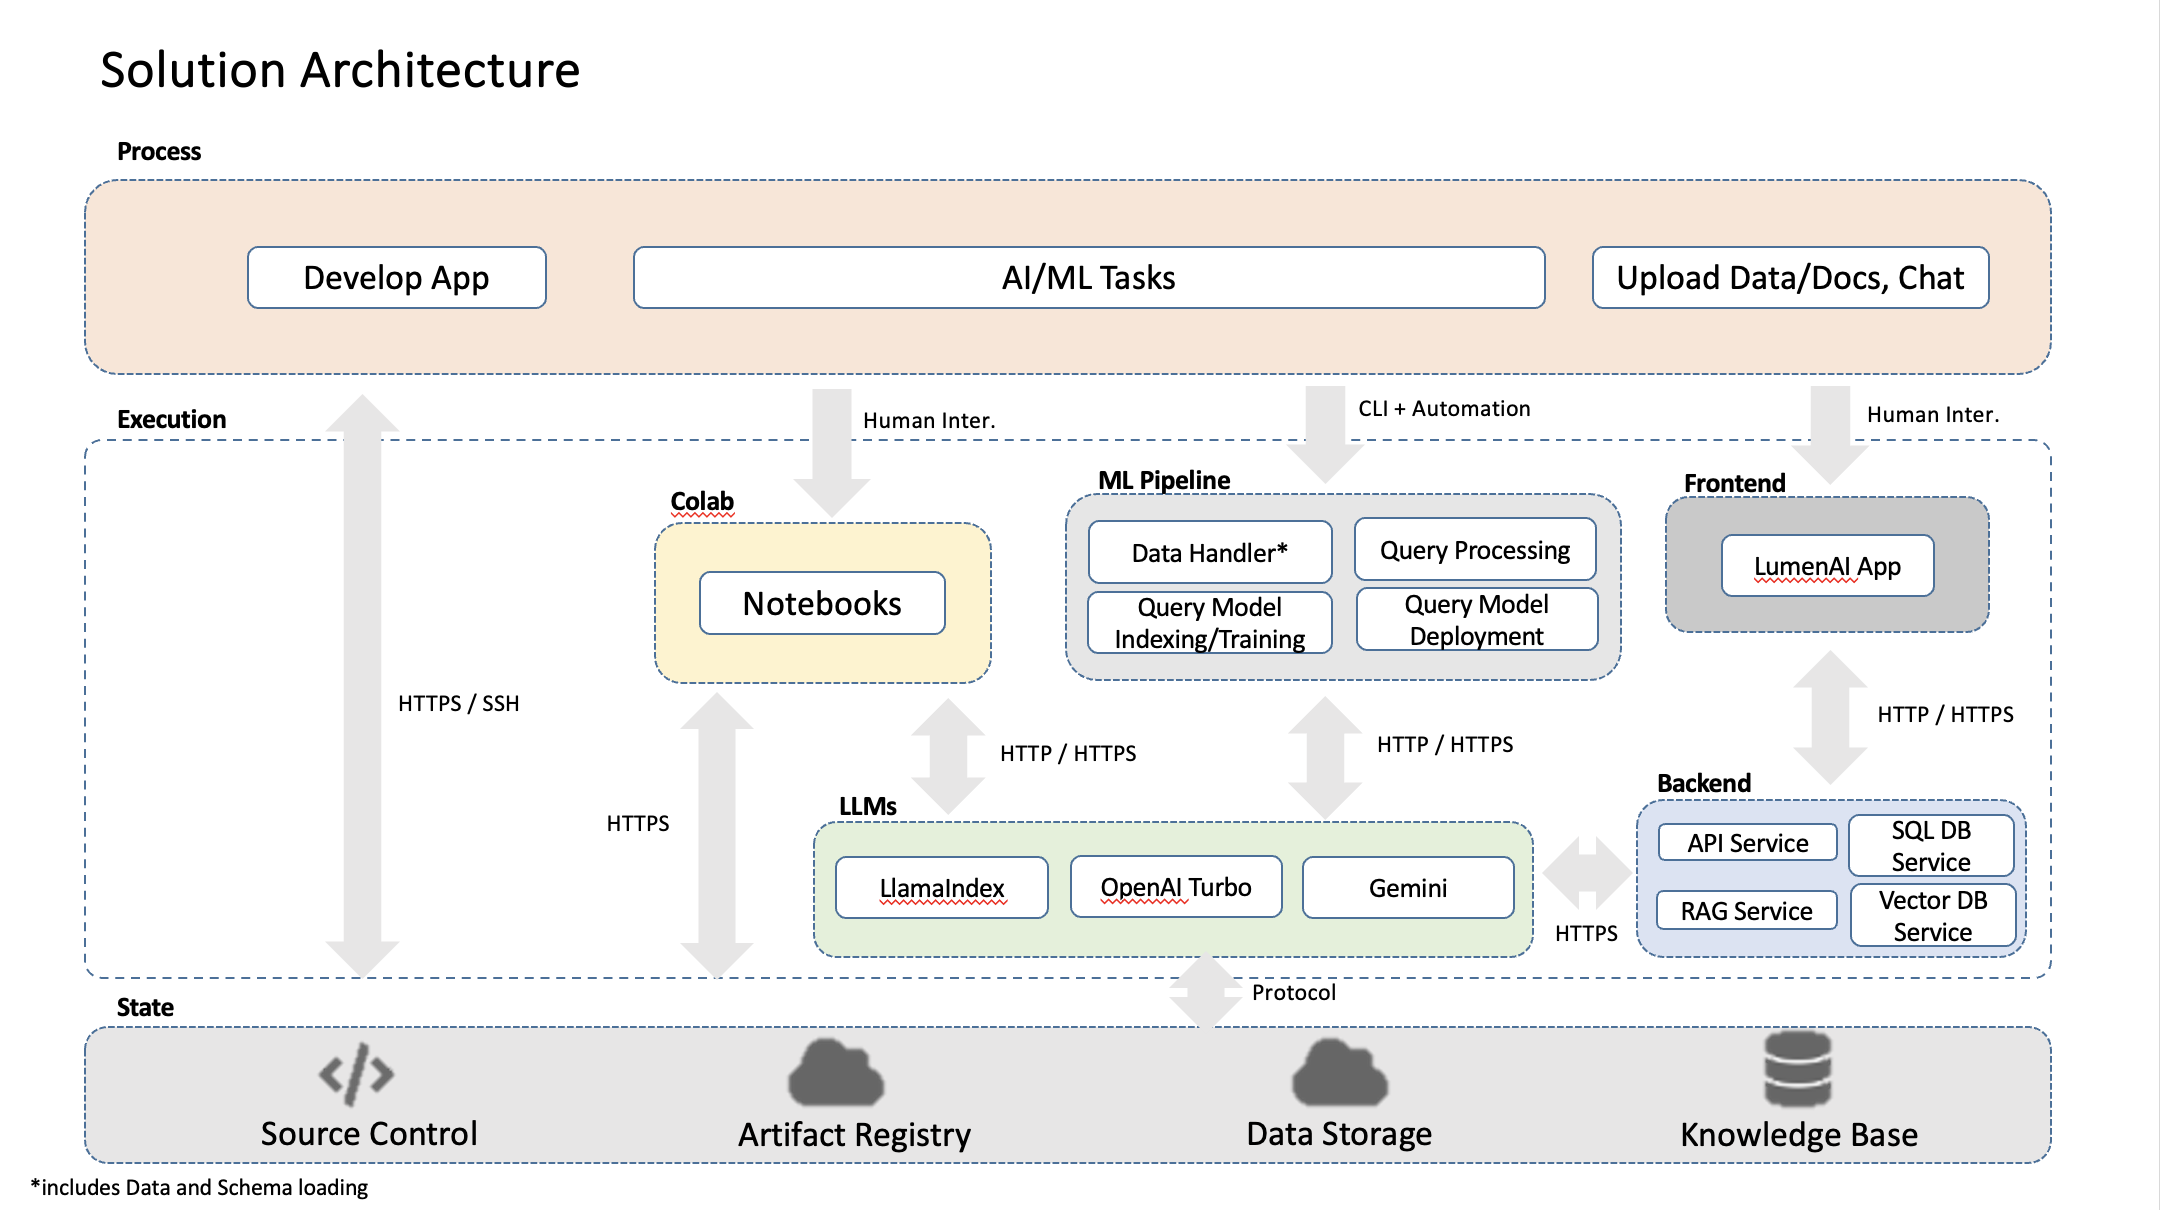 Solution Architecture
Process
Develop App
AI/ML Tasks
Upload Data/Docs, Chat
Execution
Human Inter.
CLI + Automation
Human Inter.
Colab
Notebooks
ML Pipeline
Data Handler*
Query Processing
Query Model
Indexing/Training
Query Model
Deployment
Frontend
LumenAI App
HTTPS / SSH
HTTPS
HTTP / HTTPS
HTTP / HTTPS
HTTP / HTTPS
LLMs
LlamaIndex
OpenAI Turbo
Gemini
HTTPS
Backend
API Service
SQL DB
Service
RAG Service
Vector DB
Service
Protocol
State
Source Control
Artifact Registry
Data Storage
Knowledge Base
*includes Data and Schema loading